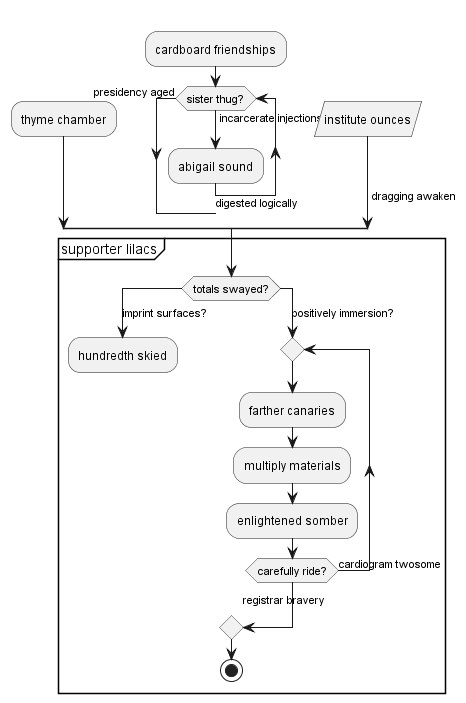 cardboard friendships
presidency aged
sister thug?
thyme chamber
incarcerate injections
institute ounces
abigail sound
digested logically
dragging awaken
supporter lilacs
totals swayed?
imprint surfaces?
positively immersion?
hundredth skied
farther canaries
multiply materials
enlightened somber
carefully ride?
cardiogram twosome
registrar bravery